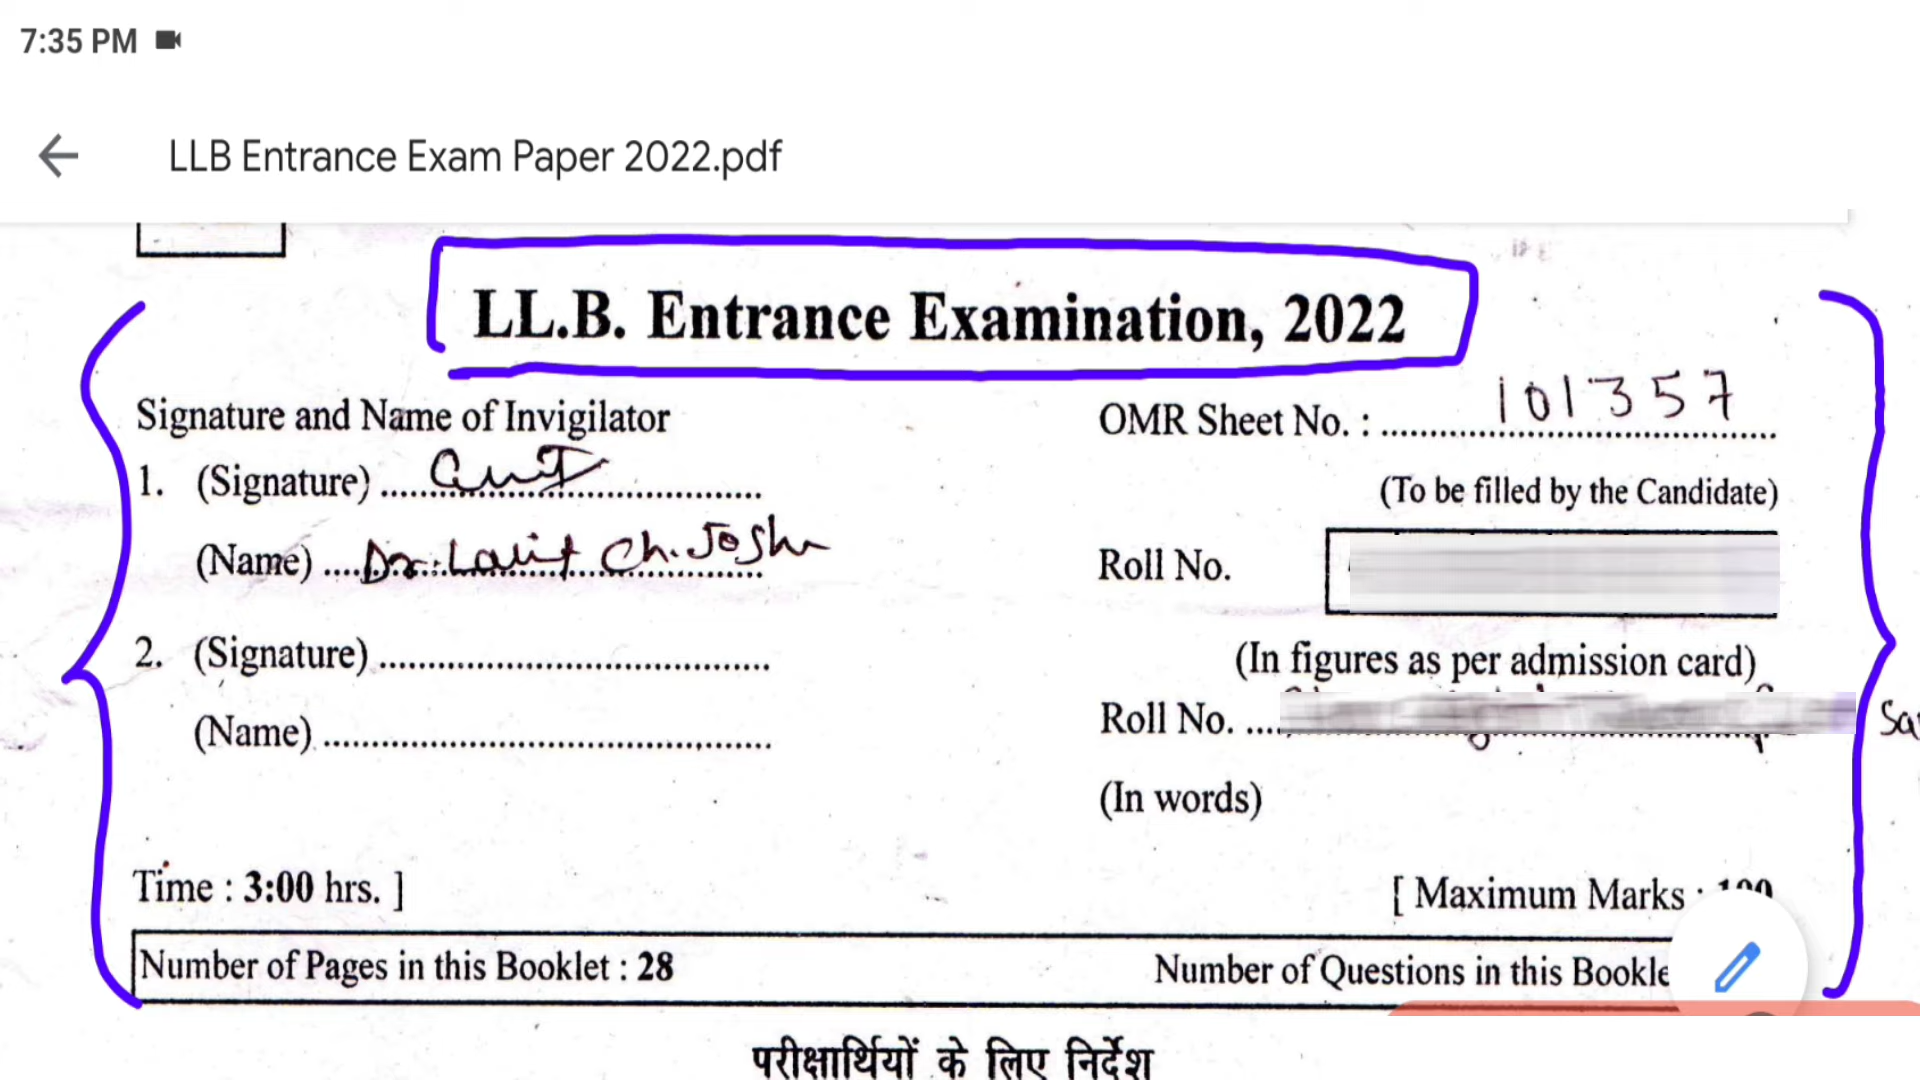 7:35 PM
LLB Entrance Exam Paper 2022.pdf
LL.B. Entrance Examination, 2022
Signature and Name of Invigilator
OMR Sheet No. : 101357
1. (Signature)
(To be filled by the Candidate)
(Name) Dr. Lalit Ch. Joshi
Roll No.
2. (Signature)
(In figures as per admission card)
(Name)
Roll No.
(In words)
Time : 3:00 hrs. ]
[ Maximum Marks :
Number of Pages in this Booklet : 28
Number of Questions in this Bookle
परीक्षार्थियों के लिए निर्देश